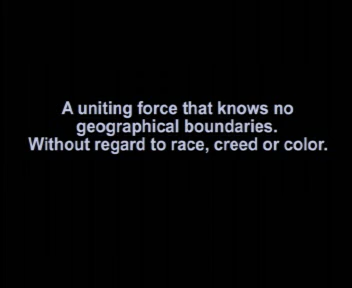 A uniting force that knows no
geographical boundaries.
Without regard to race, creed or color.